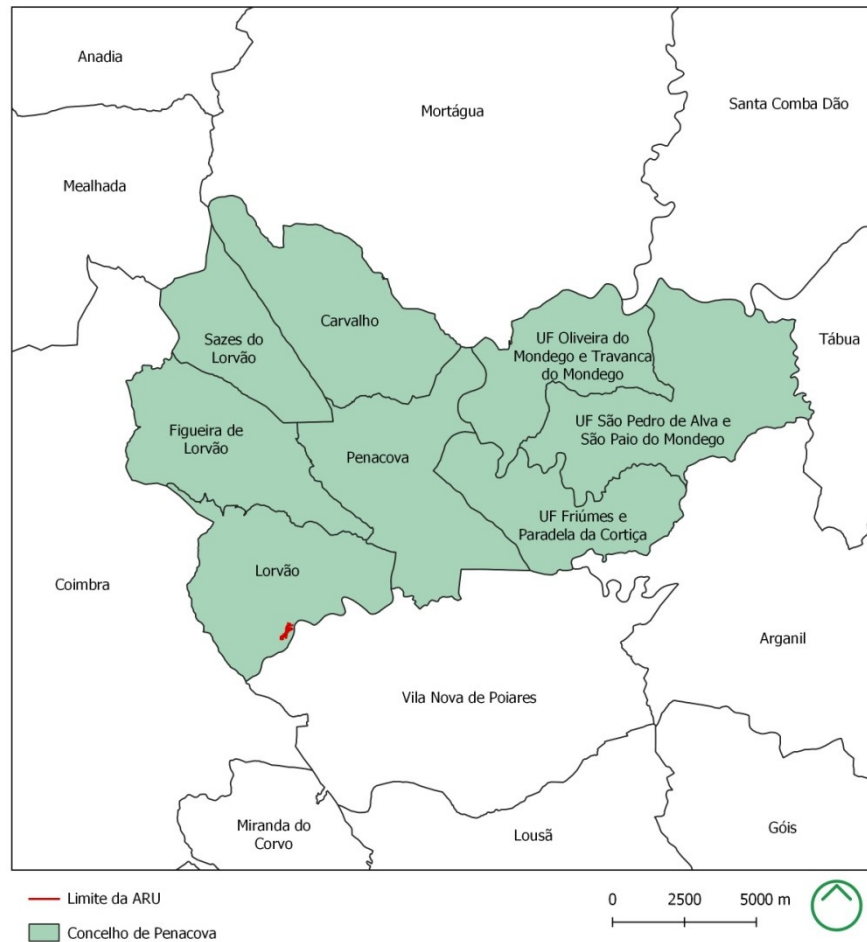 Anadia
Mortágua
Santa Comba Dão
Mealhada
Carvalho
Sazes do
Lorvão
UF Oliveira do
Mondego e Travanca
do Mondego
Tábua
Figueira de
Lorvão
Penacova
UF São Pedro de Alva e
São Paio do Mondego
UF Friúmes e
Paradela da Cortiça
Lorvão
Coimbra
Arganil
Vila Nova de Poiares
Miranda do
Corvo
Lousã
Góis
Limite da ARU
Concelho de Penacova
0 2500 5000 m